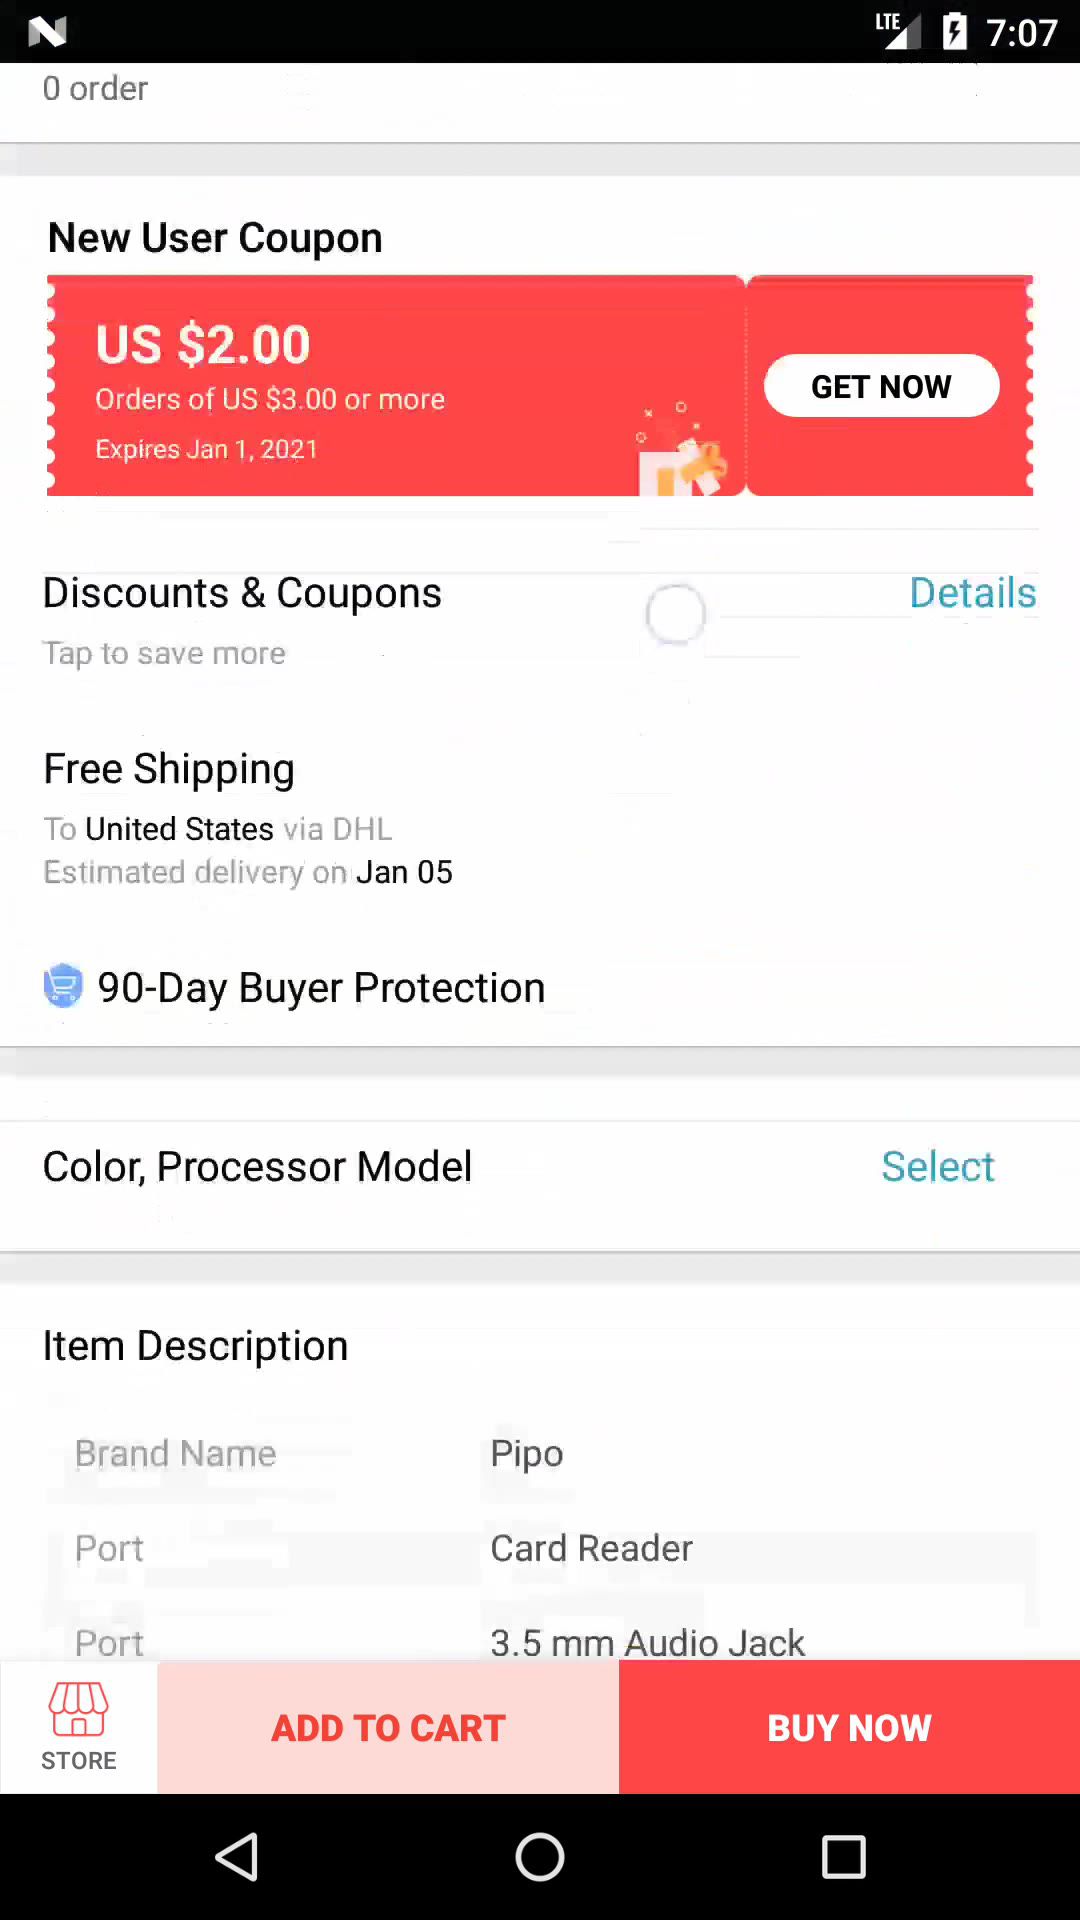 LTE 7:07
0 order
New User Coupon
US $2.00
Orders of US $3.00 or more
Expires Jan 1, 2021
GET NOW
Discounts & Coupons
Details
Tap to save more
Free Shipping
To United States via DHL
Estimated delivery on Jan 05
90-Day Buyer Protection
Color, Processor Model
Select
Item Description
Brand Name Pipo
Port Card Reader
Port 3.5 mm Audio Jack
STORE
ADD TO CART
BUY NOW